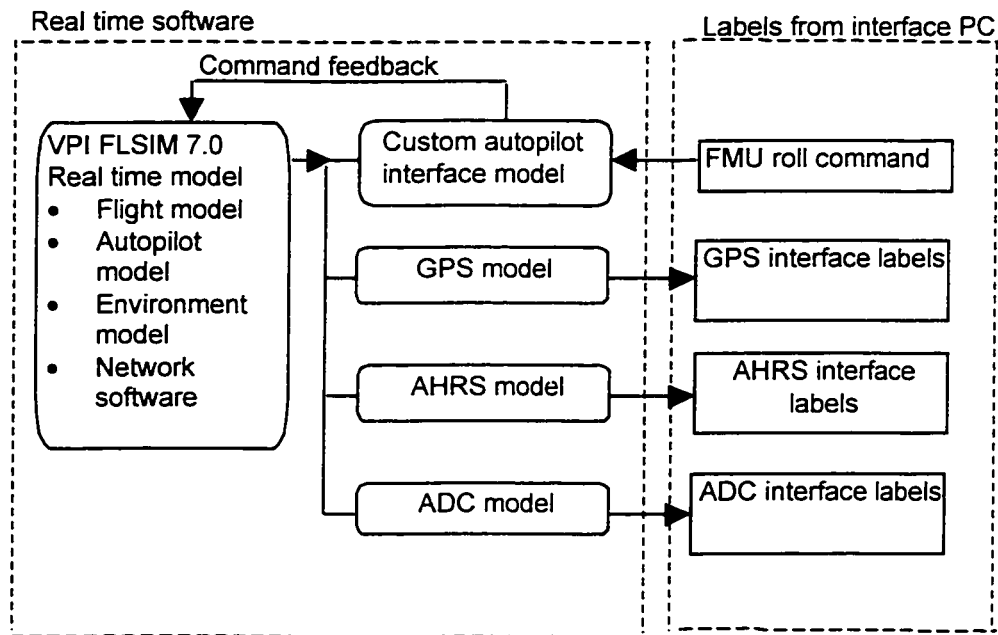 Real time software
Labels from interface PC
Command feedback
VPI FLSIM 7.0
Real time model
• Flight model
• Autopilot
model
• Environment
model
• Network
software
Custom autopilot
interface model
FMU roll command
GPS model
GPS interface labels
AHRS model
AHRS interface
labels
ADC model
ADC interface labels